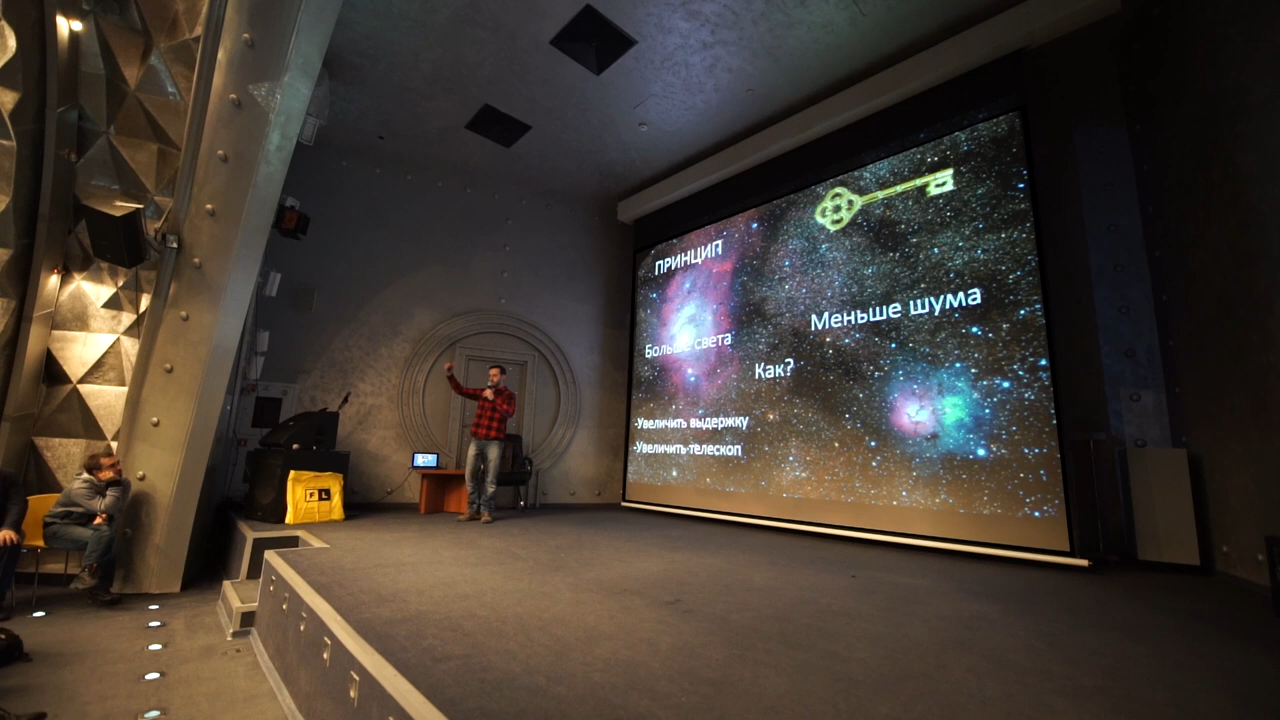 ПРИНЦИП
Больше света
Меньше шума
Как?
-Увеличить выдержку
-Увеличить телескоп
FL